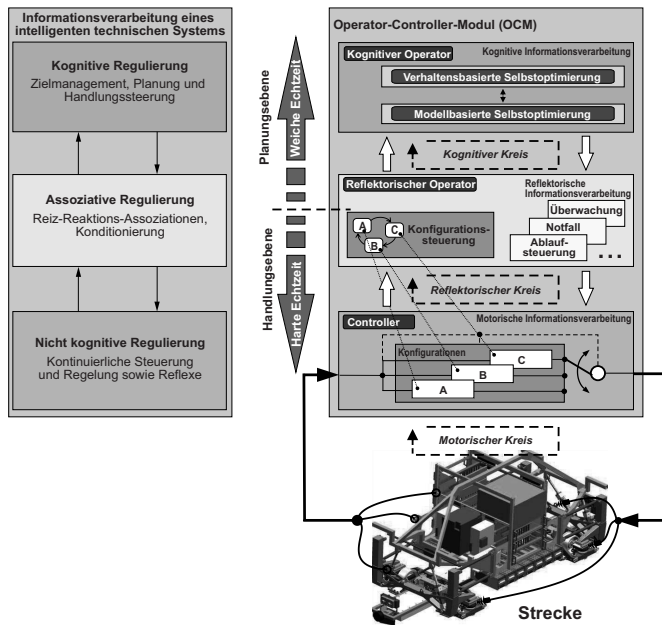 Informationsverarbeitung eines
intelligenten technischen Systems
Kognitive Regulierung
Zielmanagement, Planung und
Handlungssteuerung
Assoziative Regulierung
Reiz-Reaktions-Assoziationen,
Konditionierung
Nicht kognitive Regulierung
Kontinuierliche Steuerung
und Regelung sowie Reflexe
Planungsebene
Weiche Echtzeit
Handlungsebene
Harte Echtzeit
Operator-Controller-Modul (OCM)
Kognitiver Operator
Kognitive Informationsverarbeitung
Verhaltensbasierte Selbstoptimierung
Modellbasierte Selbstoptimierung
Kognitiver Kreis
Reflektorischer Operator
Reflektorische
Informationsverarbeitung
A
B
C
Konfigurations-
steuerung
Überwachung
Notfall
Ablauf-
steuerung
...
Reflektorischer Kreis
Controller
Motorische Informationsverarbeitung
Konfigurationen
C
B
A
Motorischer Kreis
Strecke